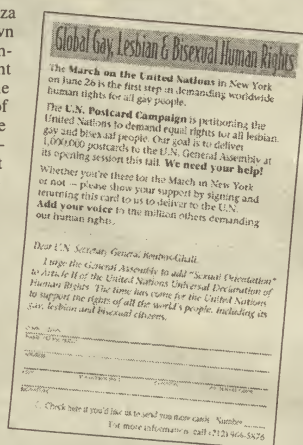 za
wn
n-
nt
ne
of
e
-
t
Global Gay, Lesbian & Bisexual Human Rights
The March on the United Nations in New York
on June 26 is the first step in demanding worldwide
human rights for all gay people.
The U.N. Postcard Campaign is petitioning the
United Nations to demand equal rights for all lesbian,
gay and bisexual people. Our goal is to deliver
1,000,000 postcards to the U.N. General Assembly at
its opening session this fall. We need your help!
Whether you're there for the March in New York
or not – please show your support by signing and
returning this card to us to deliver to the U.N.
Add your voice to the million others demanding
our human rights.
Dear U.N. Secretary General Boutros-Ghali,
I urge the General Assembly to add "Sexual Orientation"
to Article II of the United Nations Universal Declaration of
Human Rights. The time has come for the United Nations
to support the rights of all the world's people, including its
gay, lesbian and bisexual citizens.
Check here if you'd like us to send you more cards. Number
For more information, call (212)